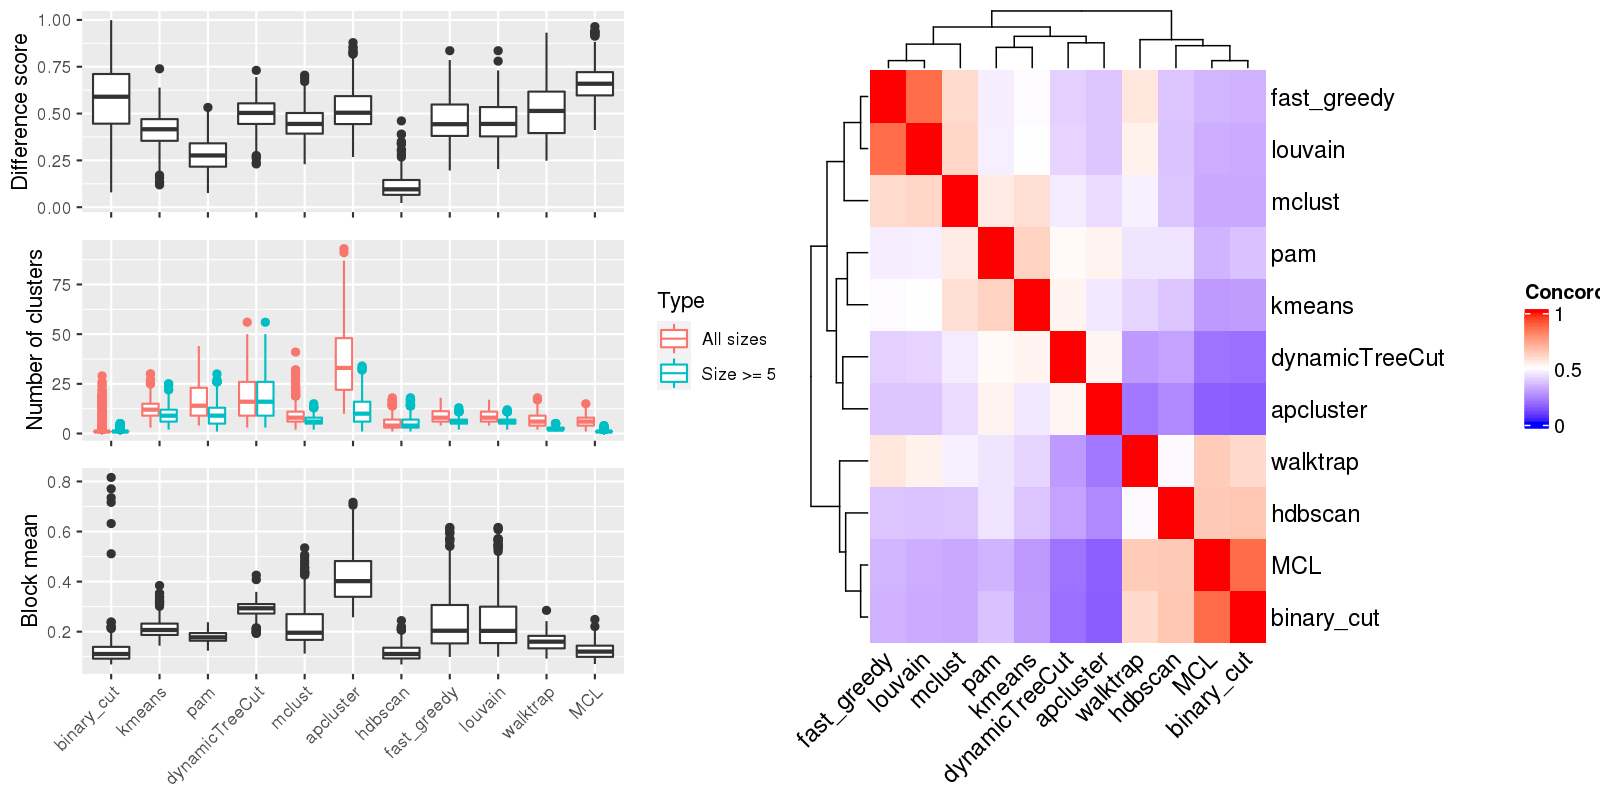 Difference score
1.00
0.75
0.50
0.25
0.00
Number of clusters
75
50
25
0
Block mean
0.8
0.6
0.4
0.2
binary_cut
kmeans
pam
dynamicTreeCut
mclust
apcluster
hdbscan
fast_greedy
louvain
walktrap
MCL
Type
All sizes
Size >= 5
fast_greedy
louvain
mclust
pam
kmeans
dynamicTreeCut
apcluster
walktrap
hdbscan
MCL
binary_cut
fast_greedy
louvain
mclust
pam
kmeans
dynamicTreeCut
apcluster
walktrap
hdbscan
MCL
binary_cut
Concor
1
0.5
0